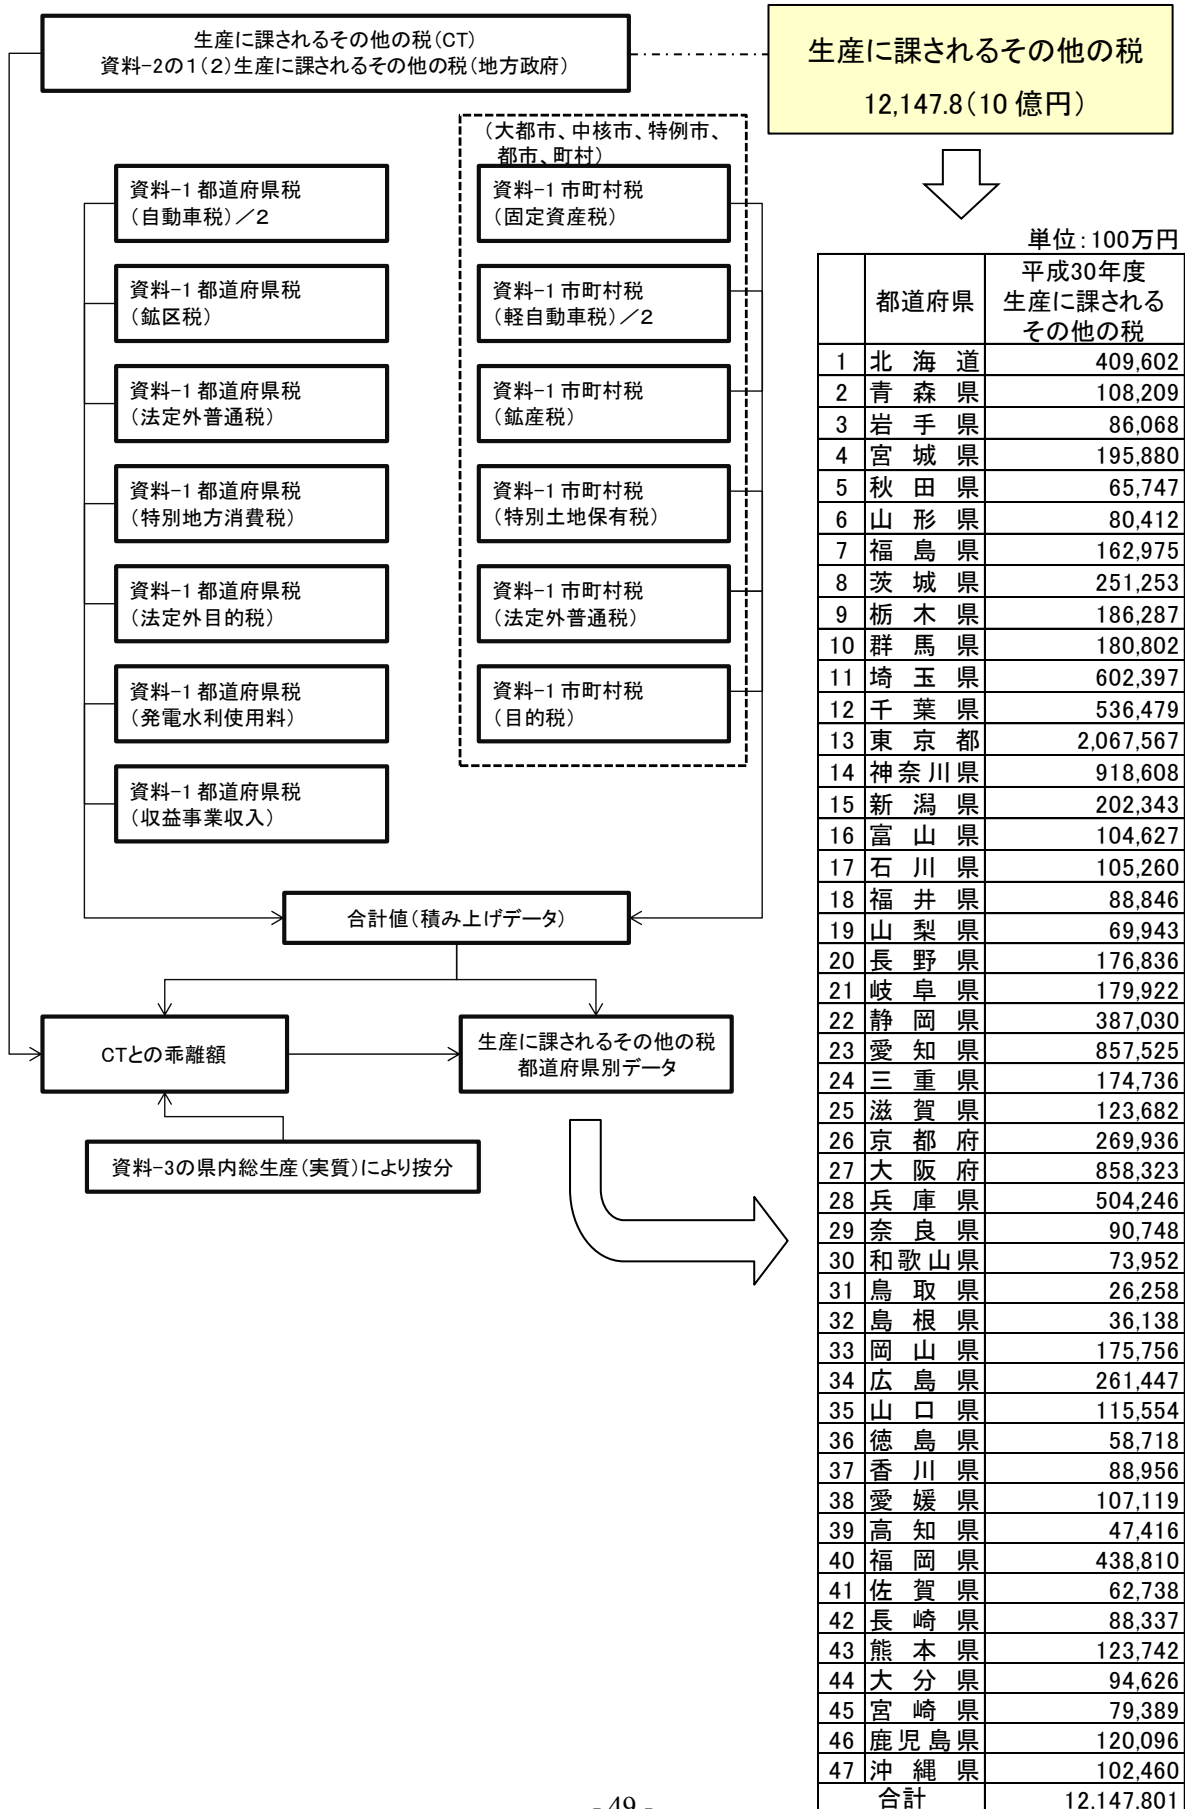 生産に課されるその他の税（CT）
資料-2の1（2）生産に課されるその他の税（地方政府）
生産に課されるその他の税
12,147.8（10 億円）
（大都市、中核市、特例市、
都市、町村）
資料-1 都道府県税
（自動車税）／2
資料-1 都道府県税
（鉱区税）
資料-1 都道府県税
（法定外普通税）
資料-1 都道府県税
（特別地方消費税）
資料-1 都道府県税
（法定外目的税）
資料-1 都道府県税
（発電水利使用料）
資料-1 都道府県税
（収益事業収入）
資料-1 市町村税
（固定資産税）
資料-1 市町村税
（軽自動車税）／2
資料-1 市町村税
（鉱産税）
資料-1 市町村税
（特別土地保有税）
資料-1 市町村税
（法定外普通税）
資料-1 市町村税
（目的税）
合計値（積み上げデータ）
CTとの乖離額
生産に課されるその他の税
都道府県別データ
資料-3の県内総生産（実質）により按分
単位：100万円
都道府県
平成30年度
生産に課される
その他の税
1 北海道 409,602
2 青森県 108,209
3 岩手県 86,068
4 宮城県 195,880
5 秋田県 65,747
6 山形県 80,412
7 福島県 162,975
8 茨城県 251,253
9 栃木県 186,287
10 群馬県 180,802
11 埼玉県 602,397
12 千葉県 536,479
13 東京都 2,067,567
14 神奈川県 918,608
15 新潟県 202,343
16 富山県 104,627
17 石川県 105,260
18 福井県 88,846
19 山梨県 69,943
20 長野県 176,836
21 岐阜県 179,922
22 静岡県 387,030
23 愛知県 857,525
24 三重県 174,736
25 滋賀県 123,682
26 京都府 269,936
27 大阪府 858,323
28 兵庫県 504,246
29 奈良県 90,748
30 和歌山県 73,952
31 鳥取県 26,258
32 島根県 36,138
33 岡山県 175,756
34 広島県 261,447
35 山口県 115,554
36 徳島県 58,718
37 香川県 88,956
38 愛媛県 107,119
39 高知県 47,416
40 福岡県 438,810
41 佐賀県 62,738
42 長崎県 88,337
43 熊本県 123,742
44 大分県 94,626
45 宮崎県 79,389
46 鹿児島県 120,096
47 沖縄県 102,460
合計 12,147,801
- 49 -